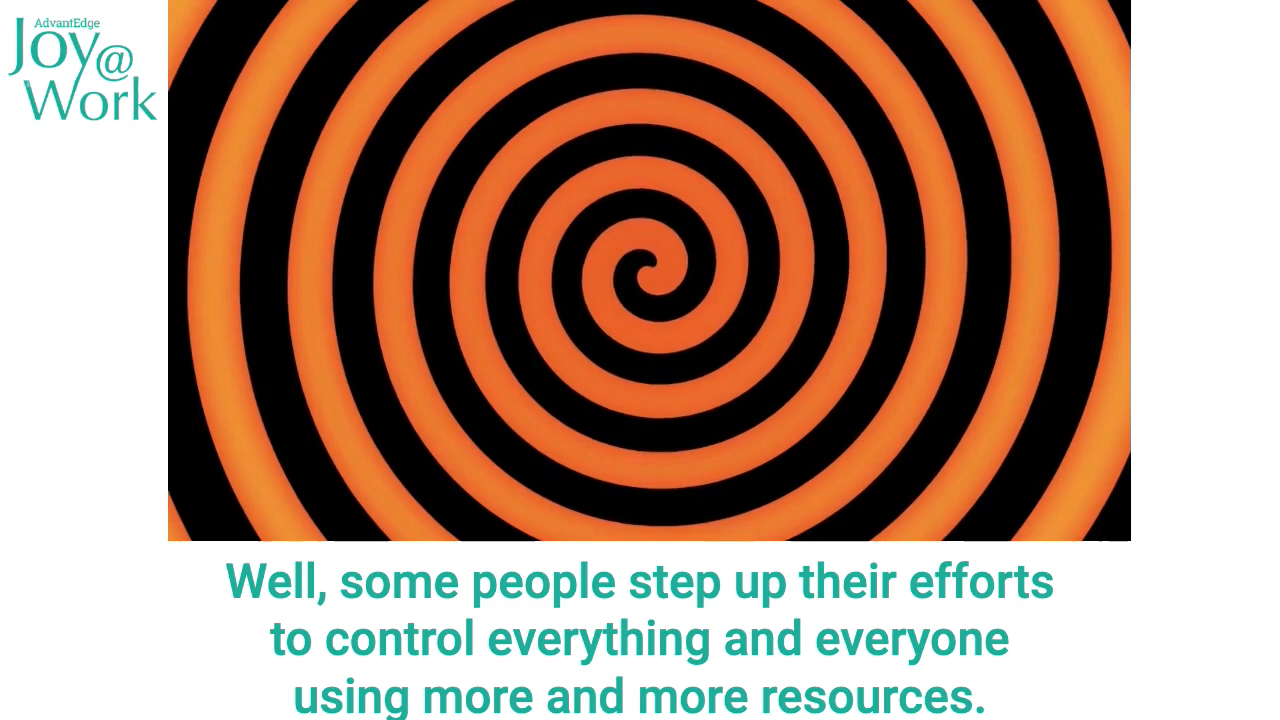 AdvantEdge
Joy@
Work
Well, some people step up their efforts
to control everything and everyone
using more and more resources.